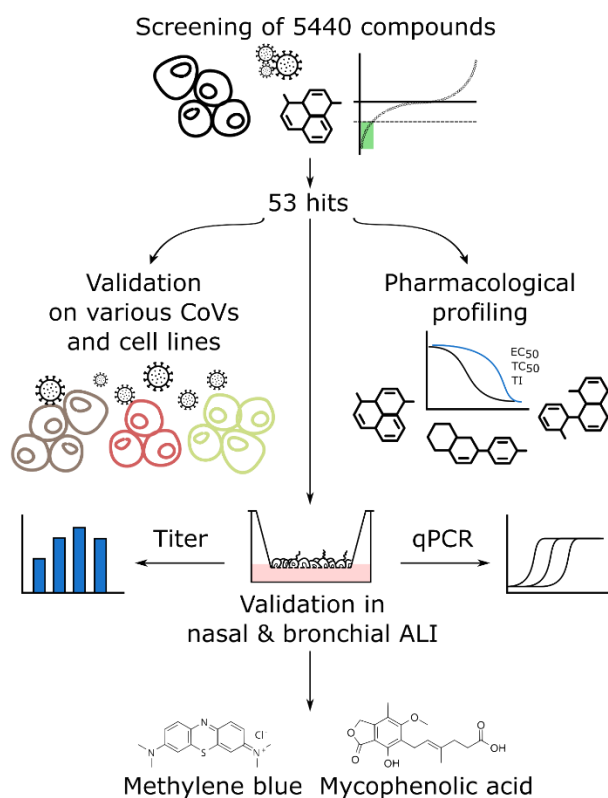 Screening of 5440 compounds
53 hits
Validation
on various CoVs
and cell lines
Pharmacological
profiling
EC50
TC50
TI
Titer
qPCR
Validation in
nasal & bronchial ALI
N
N
S
N+
Cl-
O
O
OH
O
O
OH
Methylene blue
Mycophenolic acid